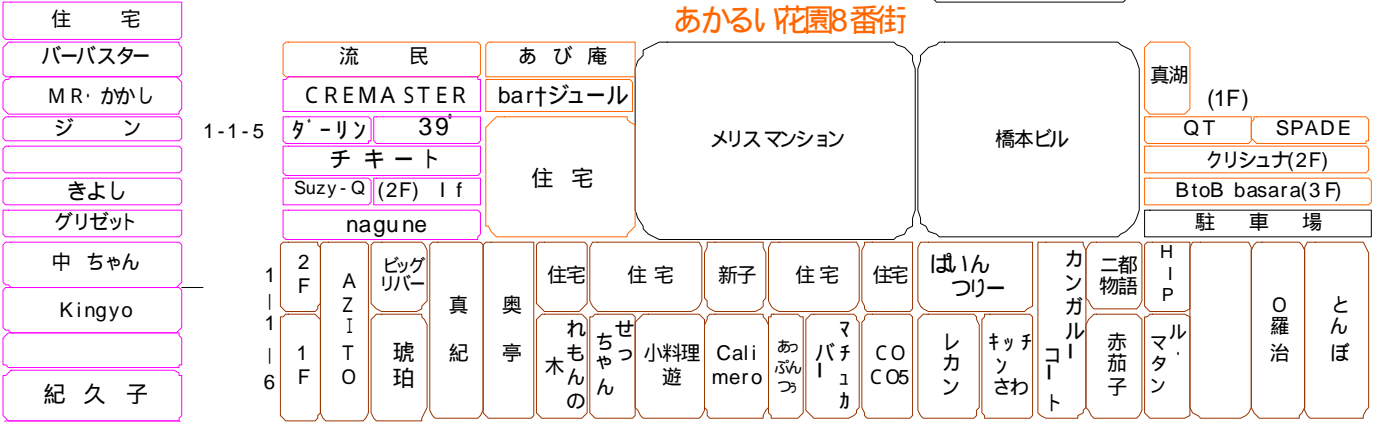 あかるい花園8番街
住 宅
バーバスター
MR・かかし
ジン
きよし
グリゼット
中 ちゃん
Kingyo
紀 久 子
1-1-5
流 民
CREMASTER
ダーリン
39°
チキート
Suzy-Q
(2F) If
nagune
あ び 庵
bar†ジュール
住 宅
メリスマンション
橋本ビル
真湖
(1F)
QT
SPADE
クリシュナ(2F)
BtoB basara(3F)
駐 車 場
1-1-6
2F
1F
AZITO
ビッグ
リバー
琥珀
真紀
奥亭
住宅
れもんの
木
住宅
せっ
ちゃん
小料理
遊
新子
Cali
mero
住宅
あっ
ぷん
つぅ
マチュカ
バー
住宅
CO
CO5
ぱいん
つりー
レカン
キッチ
ン
さわ
カンガルー
コート
二都
物語
赤茄子
HIP
ル・
マタン
O羅治
とんぼ